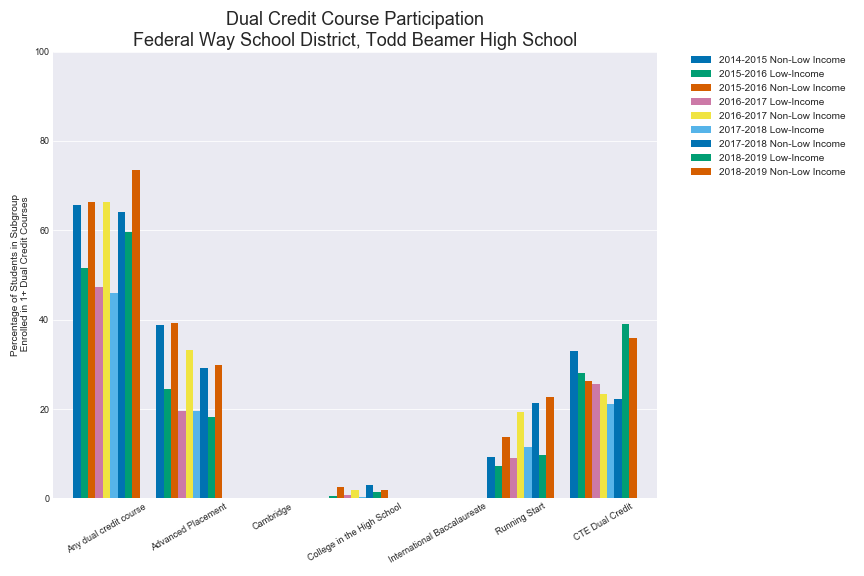 Dual Credit Course Participation
Federal Way School District, Todd Beamer High School
Percentage of Students in Subgroup
Enrolled in 1+ Dual Credit Courses
100
80
60
40
20
0
Any dual credit course
Advanced Placement
Cambridge
College in the High School
International Baccalaureate
Running Start
CTE Dual Credit
2014-2015 Non-Low Income
2015-2016 Low-Income
2015-2016 Non-Low Income
2016-2017 Low-Income
2016-2017 Non-Low Income
2017-2018 Low-Income
2017-2018 Non-Low Income
2018-2019 Low-Income
2018-2019 Non-Low Income